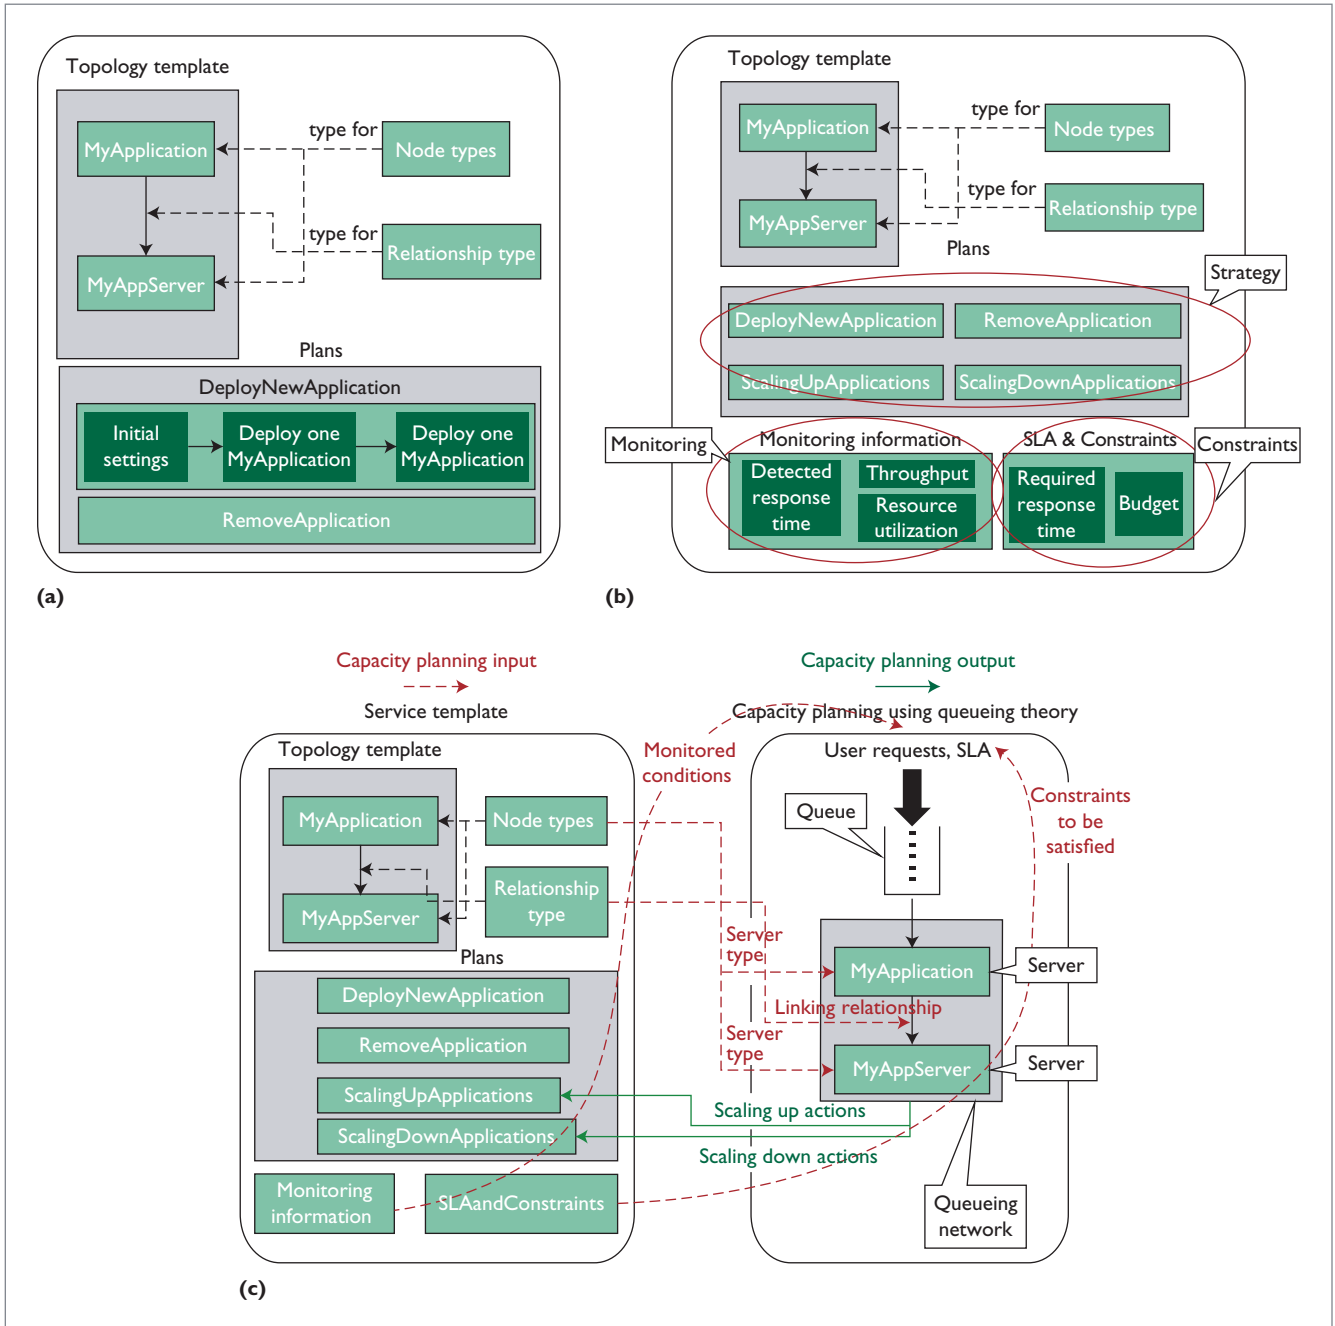 Topology template
MyApplication
type for
Node types
type for
Relationship type
MyAppServer
Plans
DeployNewApplication
Initial
settings
Deploy one
MyApplication
Deploy one
MyApplication
RemoveApplication
(a)
Topology template
MyApplication
type for
Node types
type for
Relationship type
MyAppServer
Plans
Strategy
DeployNewApplication
RemoveApplication
ScalingUpApplications
ScalingDownApplications
Monitoring
Monitoring information
SLA & Constraints
Constraints
Detected
response
time
Throughput
Resource
utilization
Required
response
time
Budget
(b)
Capacity planning input
Capacity planning output
Service template
Capacity planning using queueing theory
Topology template
MyApplication
Node types
Relationship
type
MyAppServer
Plans
DeployNewApplication
RemoveApplication
ScalingUpApplications
ScalingDownApplications
Monitoring
information
SLAandConstraints
Monitored
conditions
User requests, SLA
Queue
Constraints
to be
satisfied
Server
type
MyApplication
Server
Linking relationship
Server
type
MyAppServer
Server
Scaling up actions
Scaling down actions
Queueing
network
(c)